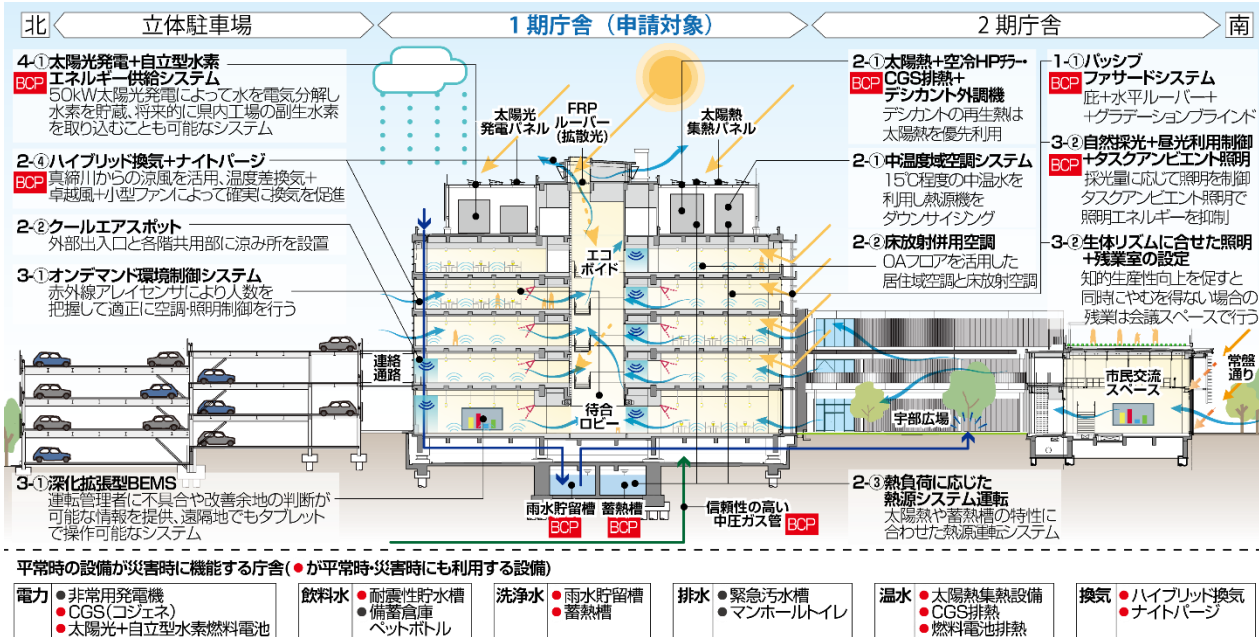 北
立体駐車場
1期庁舎（申請対象）
2期庁舎
南
4-①太陽光発電+自立型水素
BCP エネルギー供給システム
50kW太陽光発電によって水を電気分解し
水素を貯蔵、将来的に県内工場の副生水素
を取り込むことも可能なシステム
2-④ハイブリッド換気+ナイトパージ
BCP 真締川からの涼風を活用、温度差換気+
卓越風+小型ファンによって確実に換気を促進
2-②クールエアスポット
外部出入口と各階共用部に涼み所を設置
3-①オンデマンド環境制御システム
赤外線アレイセンサにより人数を
把握して適正に空調・照明制御を行う
3-①深化拡張型BEMS
運転管理者に不具合や改善余地の判断が
可能な情報を提供、遠隔地でもタブレット
で操作可能なシステム
太陽光
発電パネル
FRP
ルーバー
(拡散光)
太陽熱
集熱パネル
エコ
ボイド
連絡
通路
待合
ロビー
雨水貯留槽
BCP
蓄熱槽
BCP
信頼性の高い
中圧ガス管
BCP
2-①太陽熱+空冷HPチラー・
BCP CGS排熱+
デシカント外調機
デシカントの再生熱は
太陽熱を優先利用
2-①中温度域空調システム
15℃程度の中温水を
利用し熱源機を
ダウンサイジング
2-②床放射併用空調
OAフロアを活用した
居住域空調と床放射空調
1-①パッシブ
BCP ファサードシステム
庇+水平ルーバー+
+グラデーションブラインド
3-②自然採光+昼光利用制御
BCP +タスクアンビエント照明
採光量に応じて照明を制御
タスクアンビエント照明で
照明エネルギーを抑制
3-②生体リズムに合せた照明
+残業室の設定
知的生産性向上を促すと
同時にやむを得ない場合の
残業は会議スペースで行う
市民交流
スペース
常盤
通り
宇部広場
2-③熱負荷に応じた
熱源システム運転
太陽熱や蓄熱槽の特性に
合わせた熱源運転システム
平常時の設備が災害時に機能する庁舎(●が平常時・災害時にも利用する設備)
電力
●非常用発電機
●CGS(コジェネ)
●太陽光+自立型水素燃料電池
飲料水
●耐震性貯水槽
●備蓄倉庫
ペットボトル
洗浄水
●雨水貯留槽
●蓄熱槽
排水
●緊急汚水槽
●マンホールトイレ
温水
●太陽熱集熱設備
●CGS排熱
●燃料電池排熱
換気
●ハイブリッド換気
●ナイトパージ